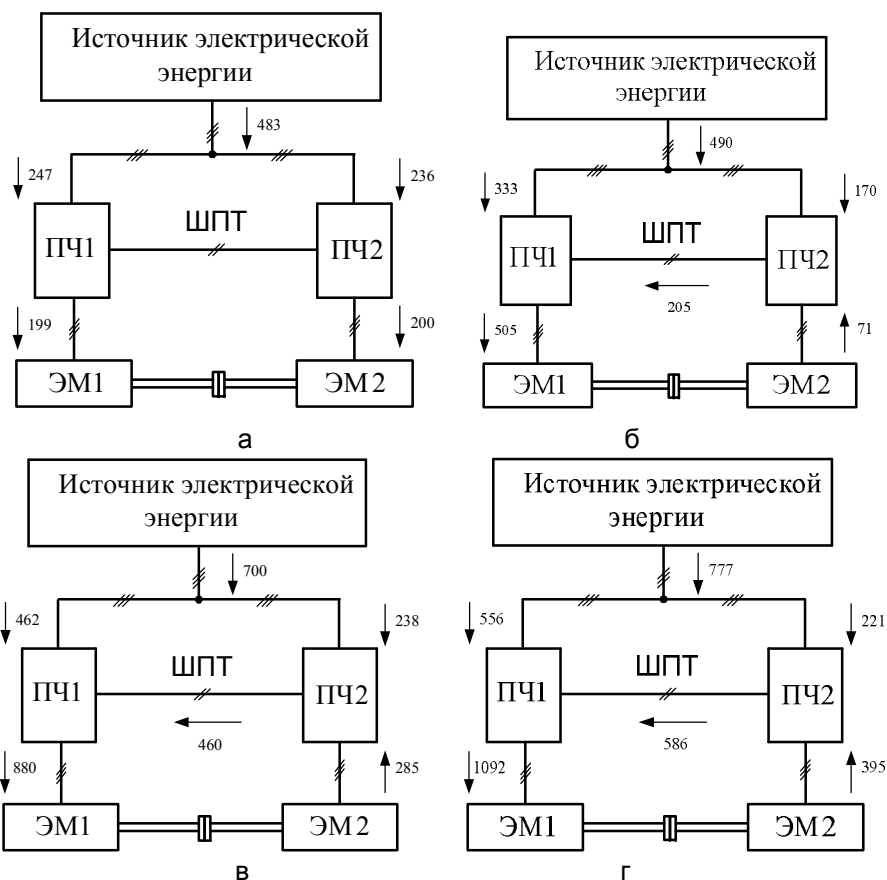 Источник электрической
энергии
483
247
236
ШПТ
ПЧ1
ПЧ2
199
200
ЭМ1
ЭМ2
а
Источник электрической
энергии
490
333
170
ШПТ
ПЧ1
ПЧ2
205
505
71
ЭМ1
ЭМ2
б
Источник электрической
энергии
700
462
238
ШПТ
ПЧ1
ПЧ2
460
880
285
ЭМ1
ЭМ2
в
Источник электрической
энергии
777
556
221
ШПТ
ПЧ1
ПЧ2
586
1092
395
ЭМ1
ЭМ2
г